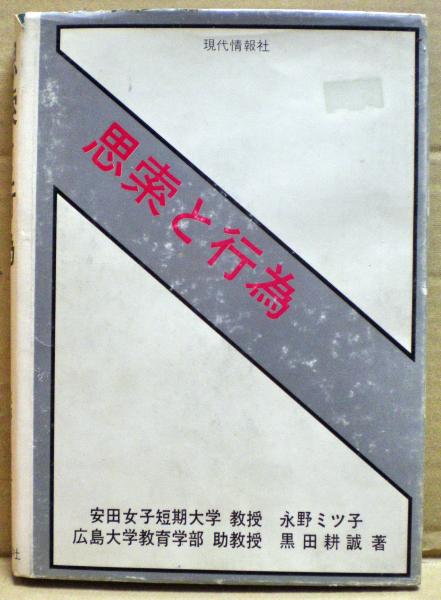 現代情報社
思索と行為
安田女子短期大学 教授 永野ミツ子
広島大学教育学部 助教授 黒田耕誠 著
社